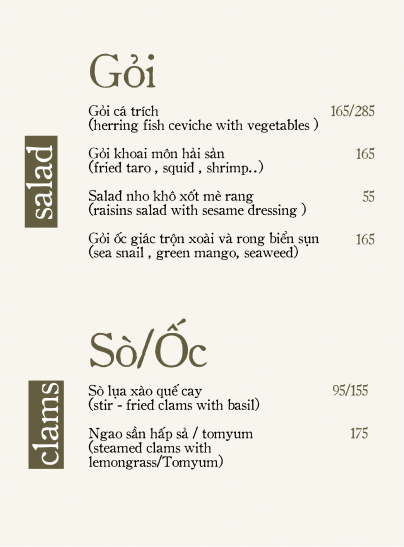 Gỏi
salad
Gỏi cá trích 165/285
(herring fish ceviche with vegetables )
Gỏi khoai môn hải sản 165
(fried taro , squid , shrimp..)
Salad nho khô xốt mè rang 55
(raisins salad with sesame dressing )
Gỏi ốc giác trộn xoài và rong biển sụn 165
(sea snail , green mango, seaweed)
Sò/Ốc
clams
Sò lụa xào quế cay 95/155
(stir - fried clams with basil)
Ngao sần hấp sả / tomyum 175
(steamed clams with
lemongrass/Tomyum)